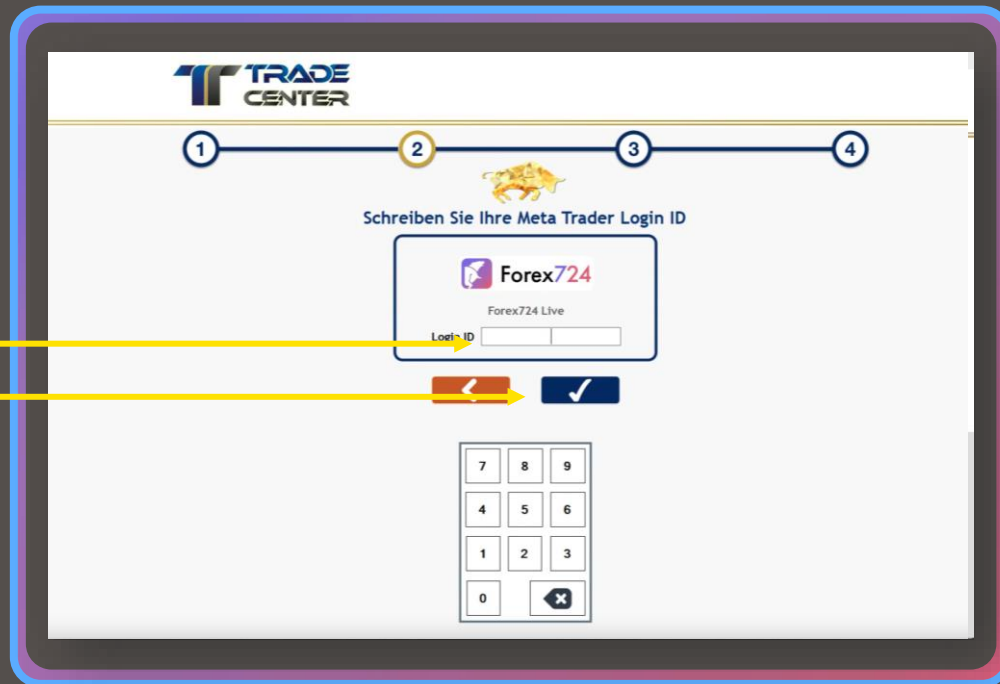 TRADE
CENTER
1 2 3 4
Schreiben Sie Ihre Meta Trader Login ID
Forex724
Forex724 Live
Login ID
7 8 9
4 5 6
1 2 3
0